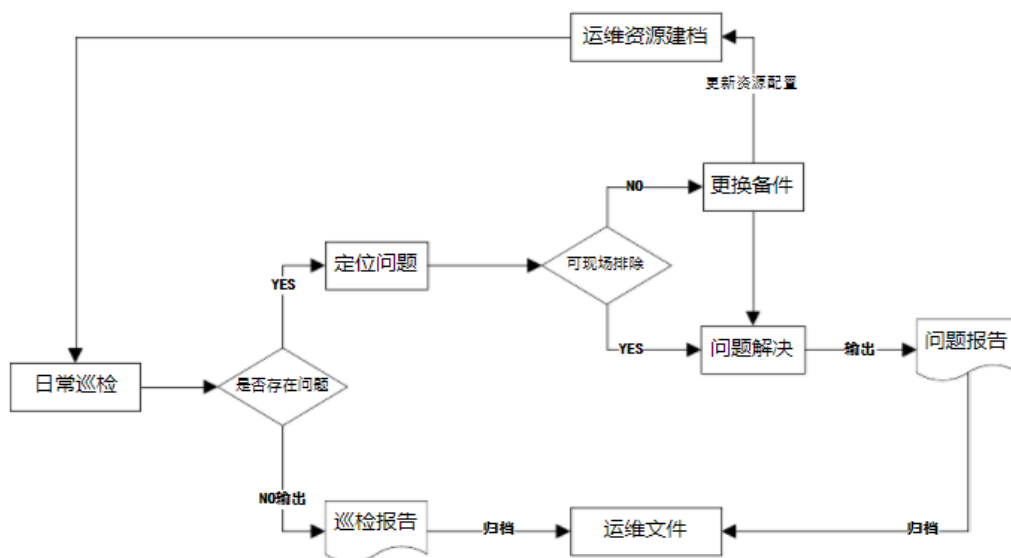 运维资源建档
更新资源配置
NO
更换备件
定位问题
可现场排除
YES
YES
问题解决
输出
问题报告
日常巡检
是否存在问题
NO输出
巡检报告
归档
运维文件
归档